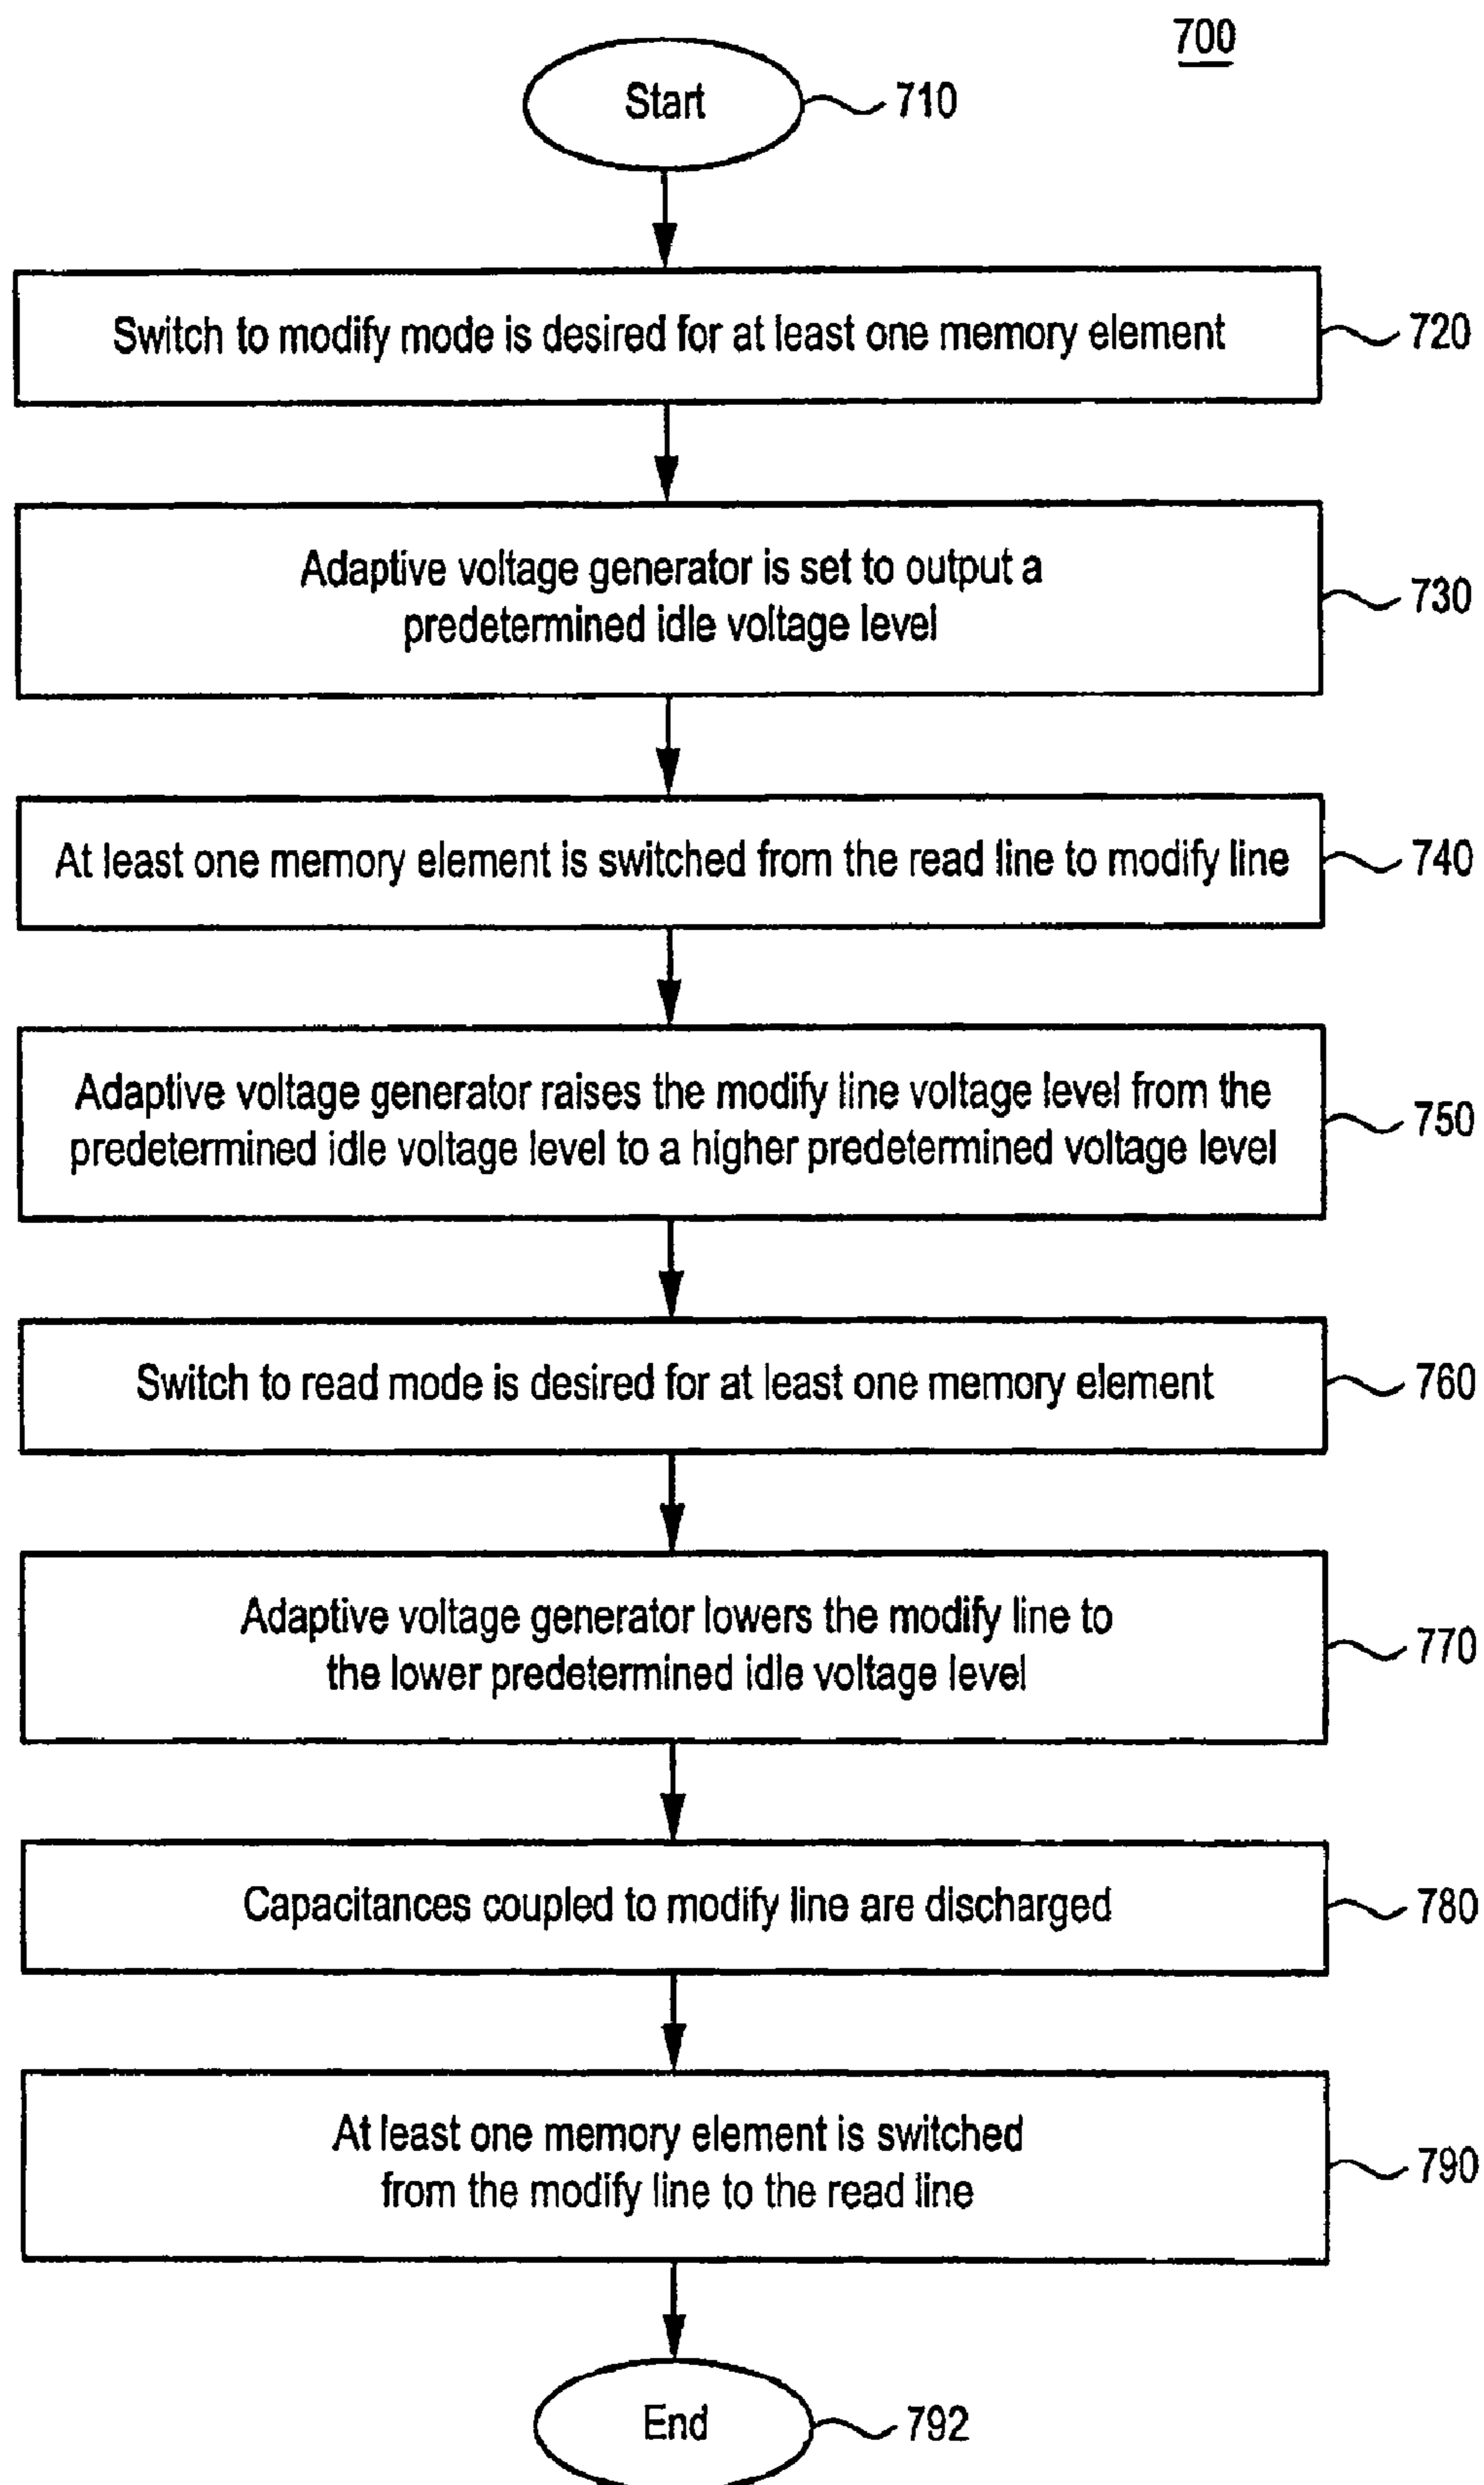 700
Start
710
Switch to modify mode is desired for at least one memory element
720
Adaptive voltage generator is set to output a
predetermined idle voltage level
730
At least one memory element is switched from the read line to modify line
740
Adaptive voltage generator raises the modify line voltage level from the
predetermined idle voltage level to a higher predetermined voltage level
750
Switch to read mode is desired for at least one memory element
760
Adaptive voltage generator lowers the modify line to
the lower predetermined idle voltage level
770
Capacitances coupled to modify line are discharged
780
At least one memory element is switched
from the modify line to the read line
790
End
792